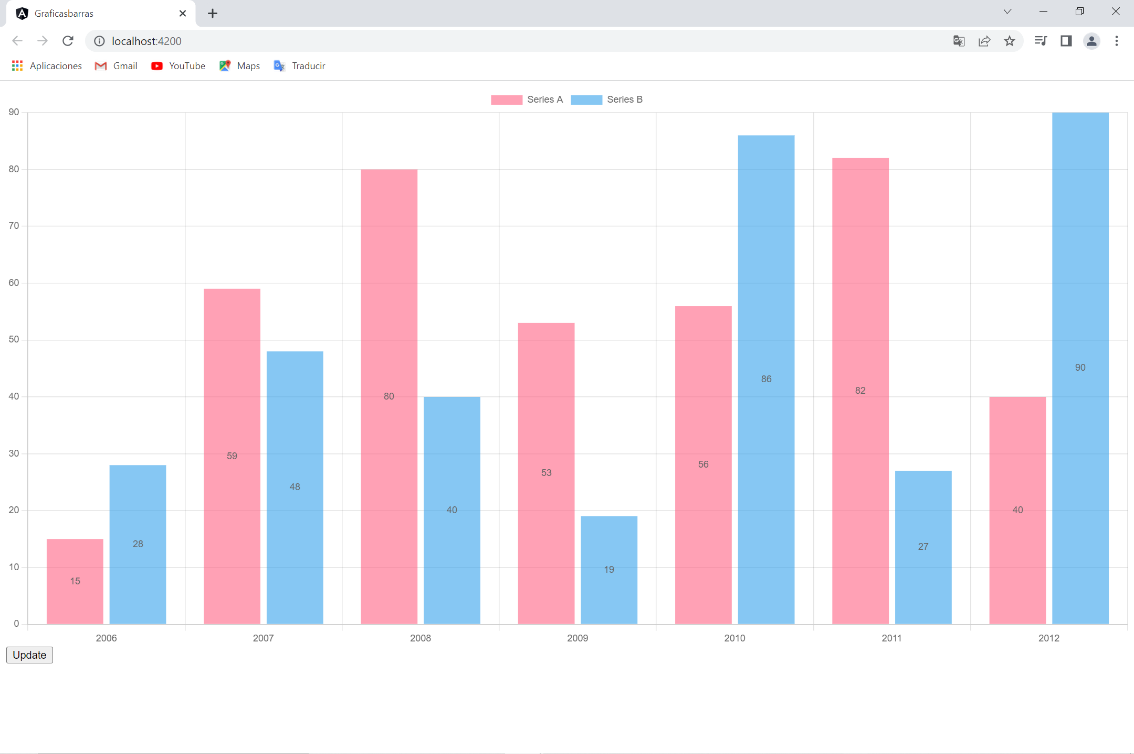 Graficasbarras
localhost:4200
Aplicaciones Gmail YouTube Maps Traducir
Series A Series B
90
80
70
60
50
40
30
20
10
0
15 28 59 48 80 40 53 19 56 86 82 27 40 90
2006 2007 2008 2009 2010 2011 2012
Update